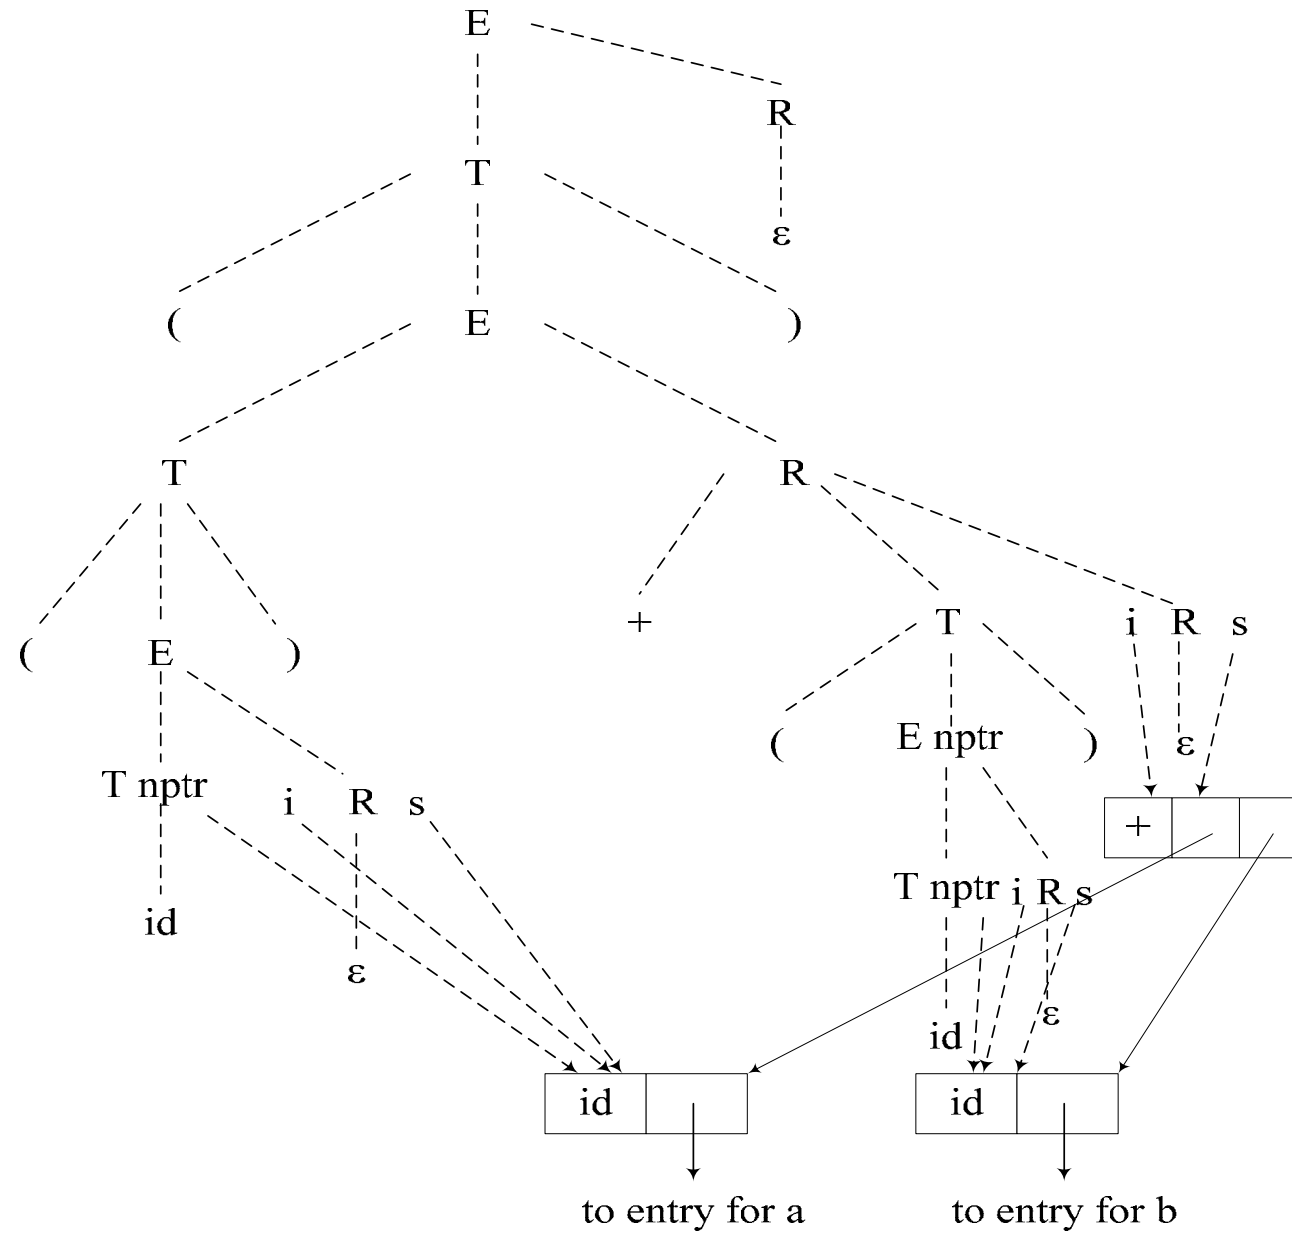 E
R
T
ε
( E )
T R
+ T i R s
( E ) ( E nptr ) ε
T nptr i R s
+
T nptr i R s
id
ε
id ε
id id
to entry for a to entry for b